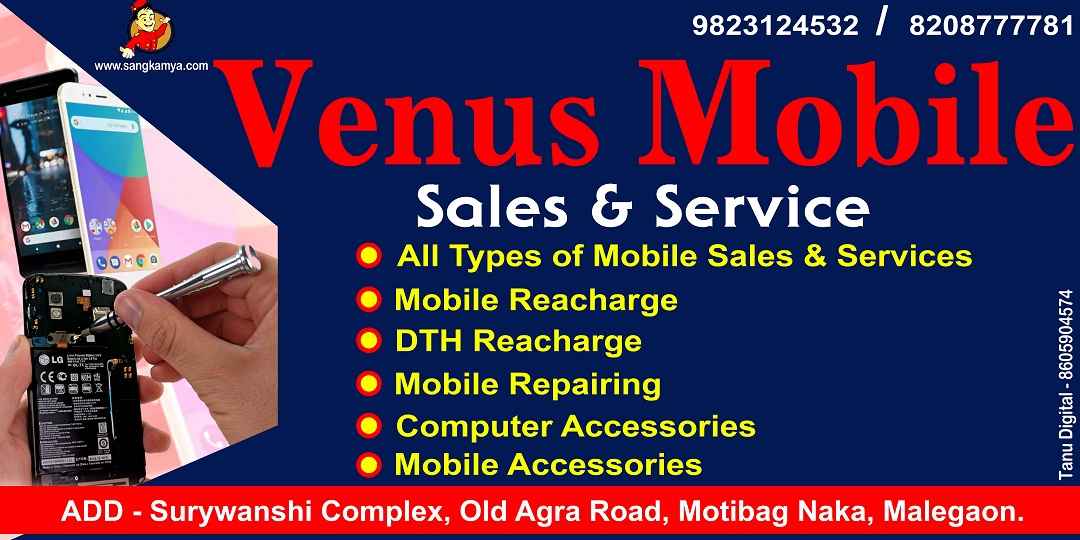 9823124532 / 8208777781
www.sangkamya.com
Venus Mobile
Sales & Service
All Types of Mobile Sales & Services
Mobile Reacharge
DTH Reacharge
Mobile Repairing
Computer Accessories
Mobile Accessories
LG
Tanu Digital - 8605904574
ADD - Surywanshi Complex, Old Agra Road, Motibag Naka, Malegaon.